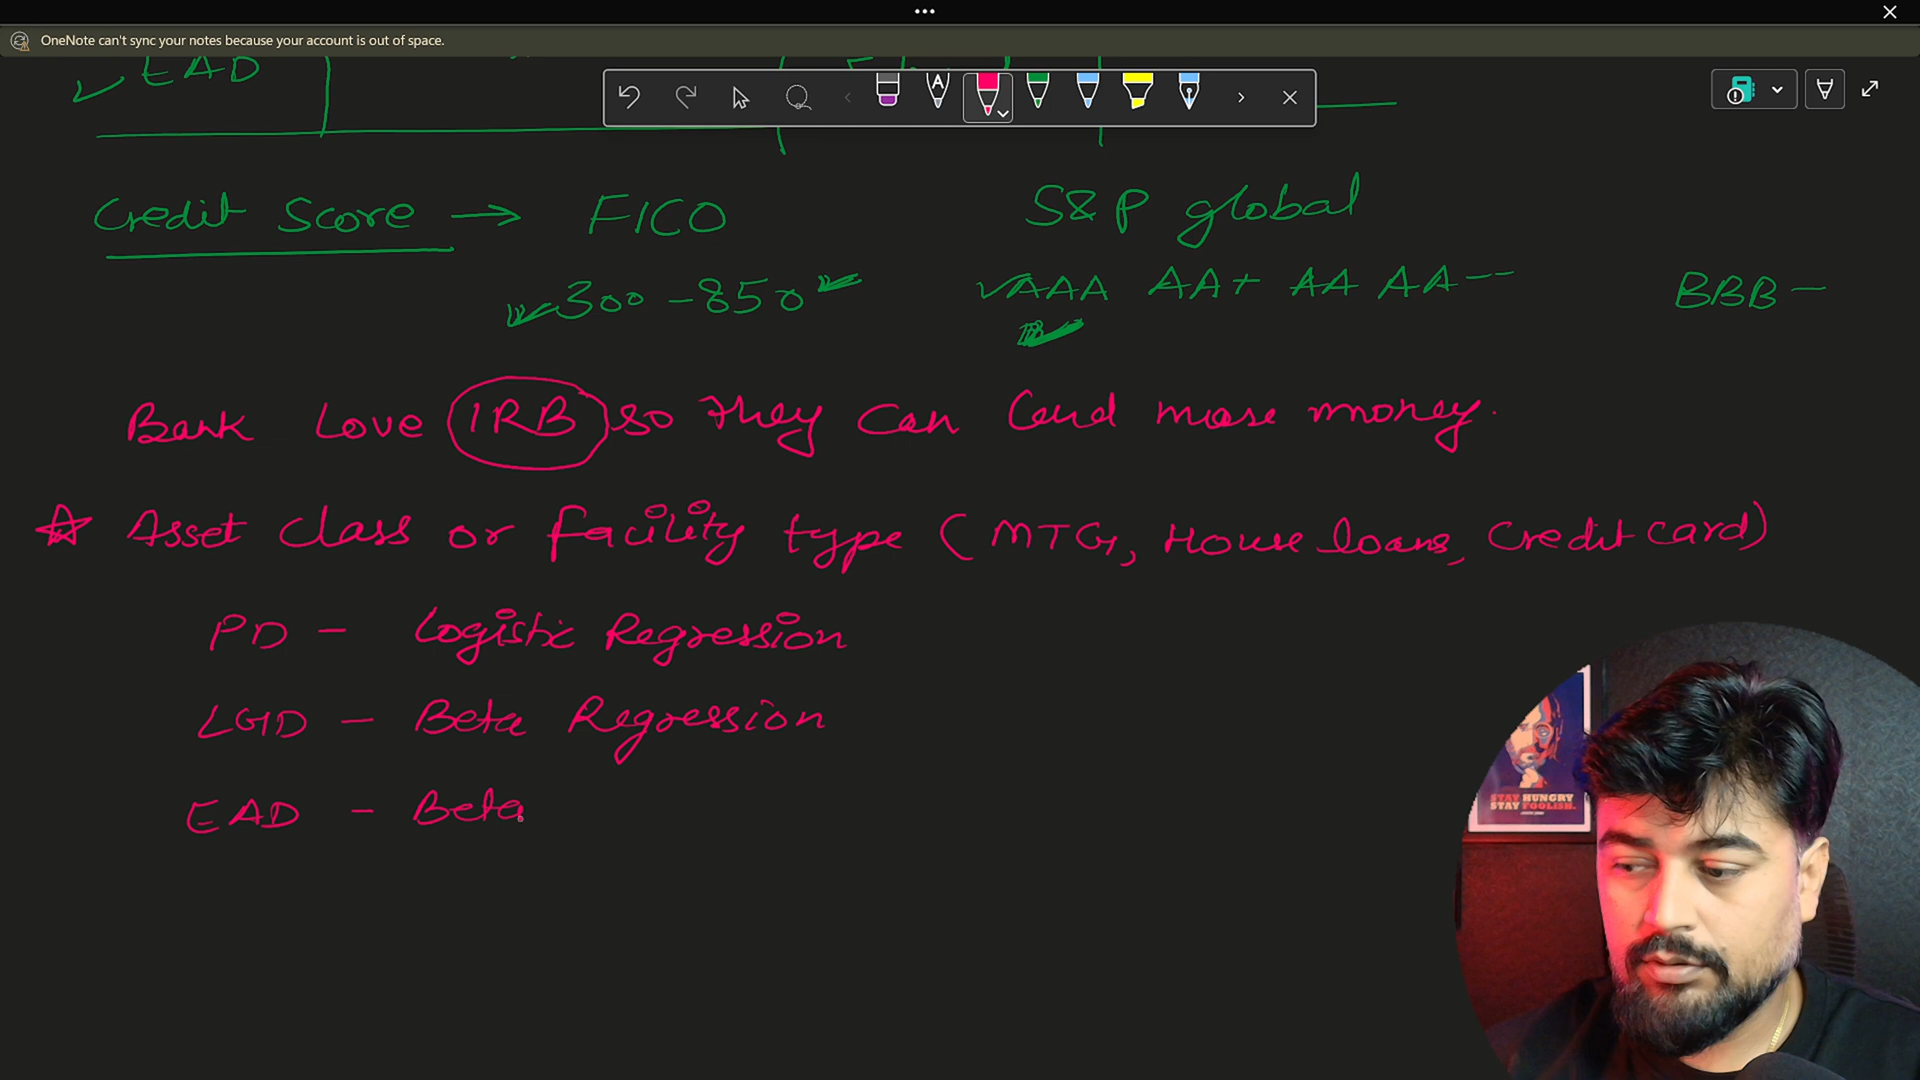 OneNote can't sync your notes because your account is out of space.
EAD
Credit Score → FICO
S&P global
300 - 850
AAA AA+ AA AA-
BBB-
Bank Love IRB so they can lend more money.
☆ Asset Class or facility type (MTG, House loans, Credit card)
PD - Logistic Regression
LGD - Beta Regression
EAD - Beta
STAY HUNGRY
STAY FOOLISH.